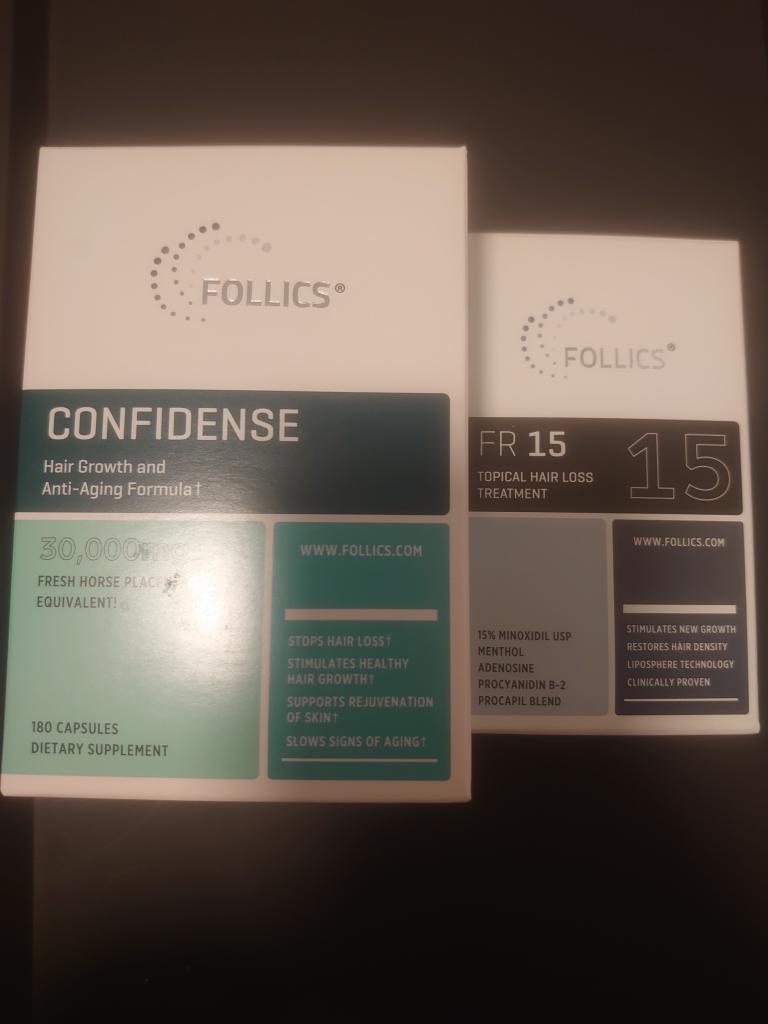 FOLLICS®
CONFIDENSE
Hair Growth and
Anti-Aging Formula†
30,000mg
FRESH HORSE
EQUIVALENT!
180 CAPSULES
DIETARY SUPPLEMENT
WWW.FOLLICS.COM
STOPS HAIR LOSS†
STIMULATES HEALTHY
HAIR GROWTH†
SUPPORTS REJUVENATION
OF SKIN†
SLOWS SIGNS OF AGING†
FOLLICS®
FR 15
15
TOPICAL HAIR LOSS
TREATMENT
15% MINOXIDIL USP
MENTHOL
ADENOSINE
PROCYANIDIN B-2
PROCAPIL BLEND
WWW.FOLLICS.COM
STIMULATES NEW GROWTH
RESTORES HAIR DENSITY
LIPOSPHERE TECHNOLOGY
CLINICALLY PROVEN